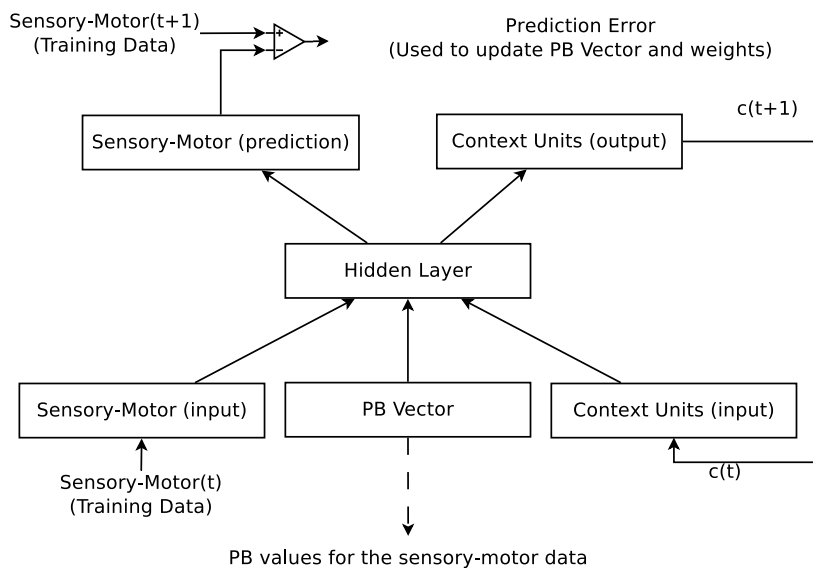 Sensory-Motor(t+1)
(Training Data)
+
−
Prediction Error
(Used to update PB Vector and weights)
c(t+1)
Sensory-Motor (prediction)
Context Units (output)
Hidden Layer
Sensory-Motor (input)
PB Vector
Context Units (input)
Sensory-Motor(t)
(Training Data)
c(t)
PB values for the sensory-motor data